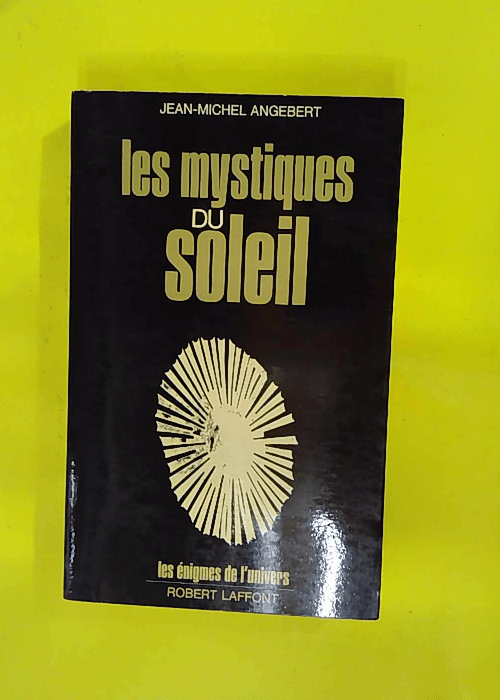 JEAN-MICHEL ANGEBERT
les mystiques
DU
soleil
les énigmes de l'univers
ROBERT LAFFONT